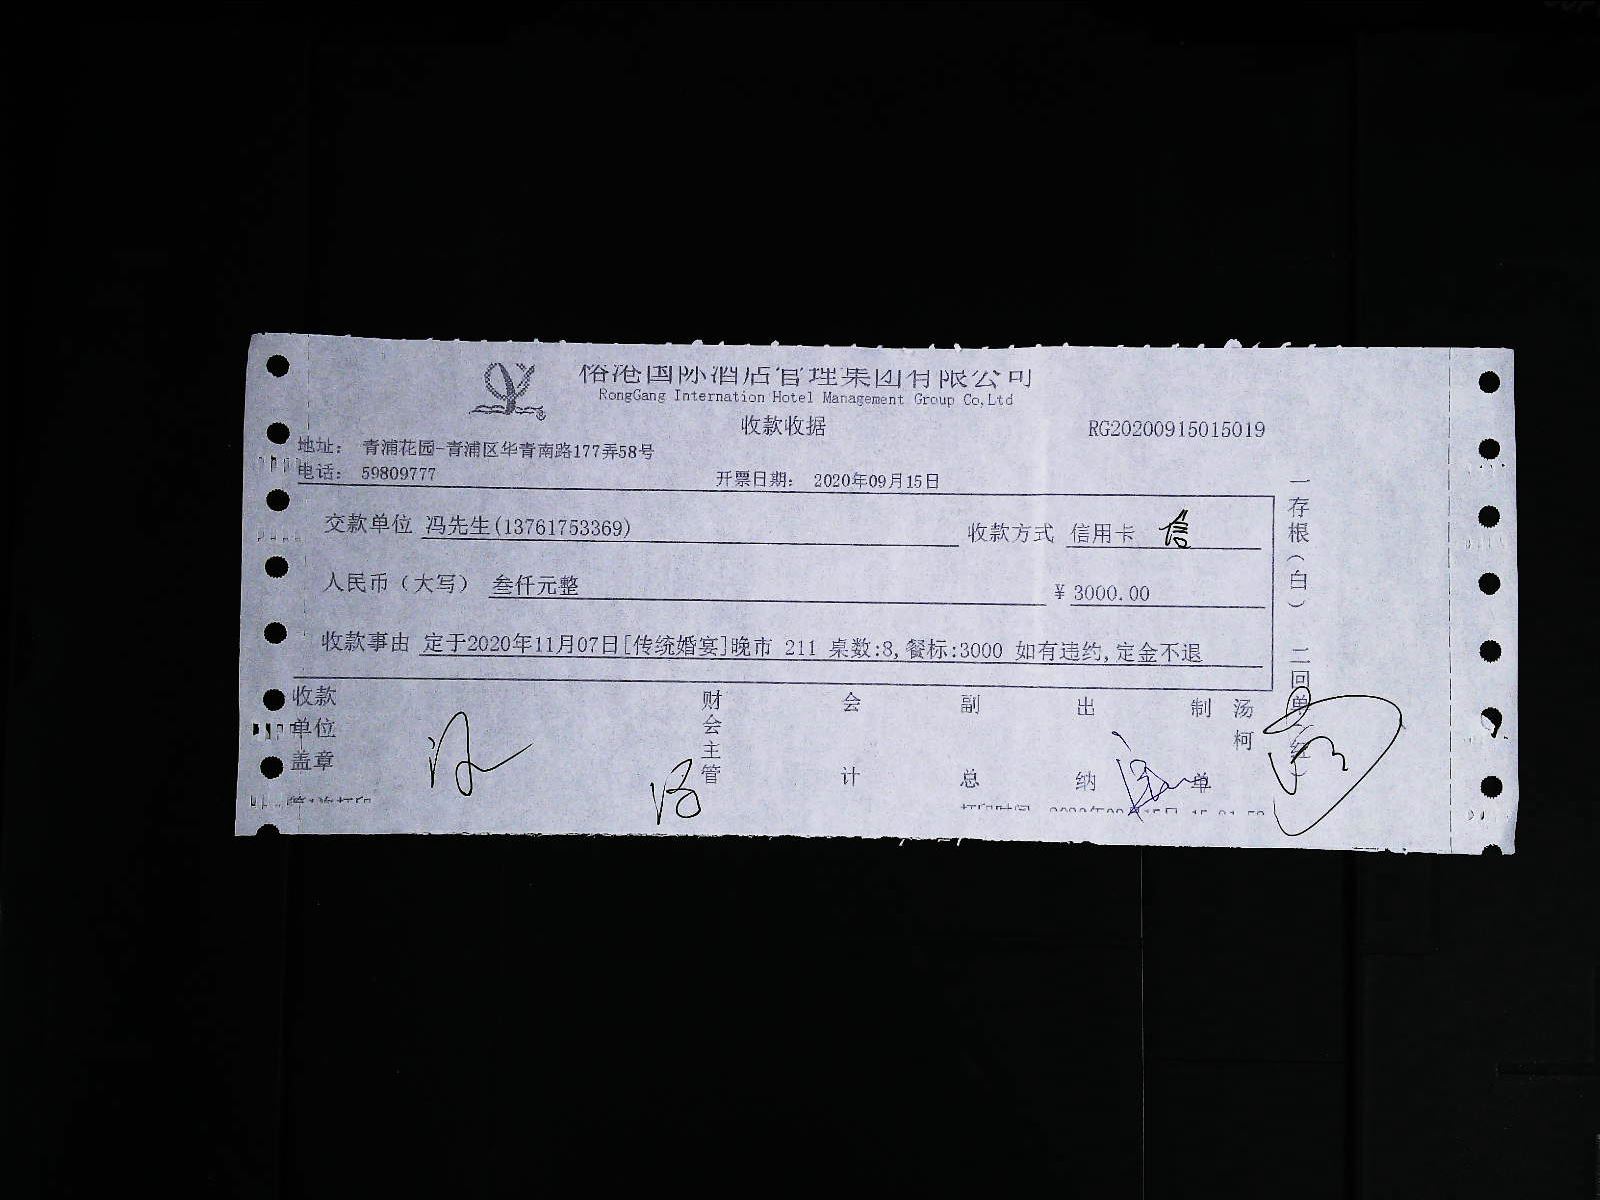 国际酒店管理集团有限公司
RongGang Internation Hotel Management Group Co,Ltd
收款收据
RG20200915015019
地址： 青浦花园-青浦区华青南路177弄58号
电话： 59809777
开票日期： 2020年09月15日
交款单位 冯先生(13761753369) 收款方式 信用卡 信
人民币（大写） 叁仟元整 ¥ 3000.00
收款事由 定于2020年11月07日[传统婚宴]晚市 211 桌数:8,餐标:3000 如有违约,定金不退
一存根（白） 二回单（红）
收款单位盖章 财会主管 会计 副总 出纳 制单 汤柯